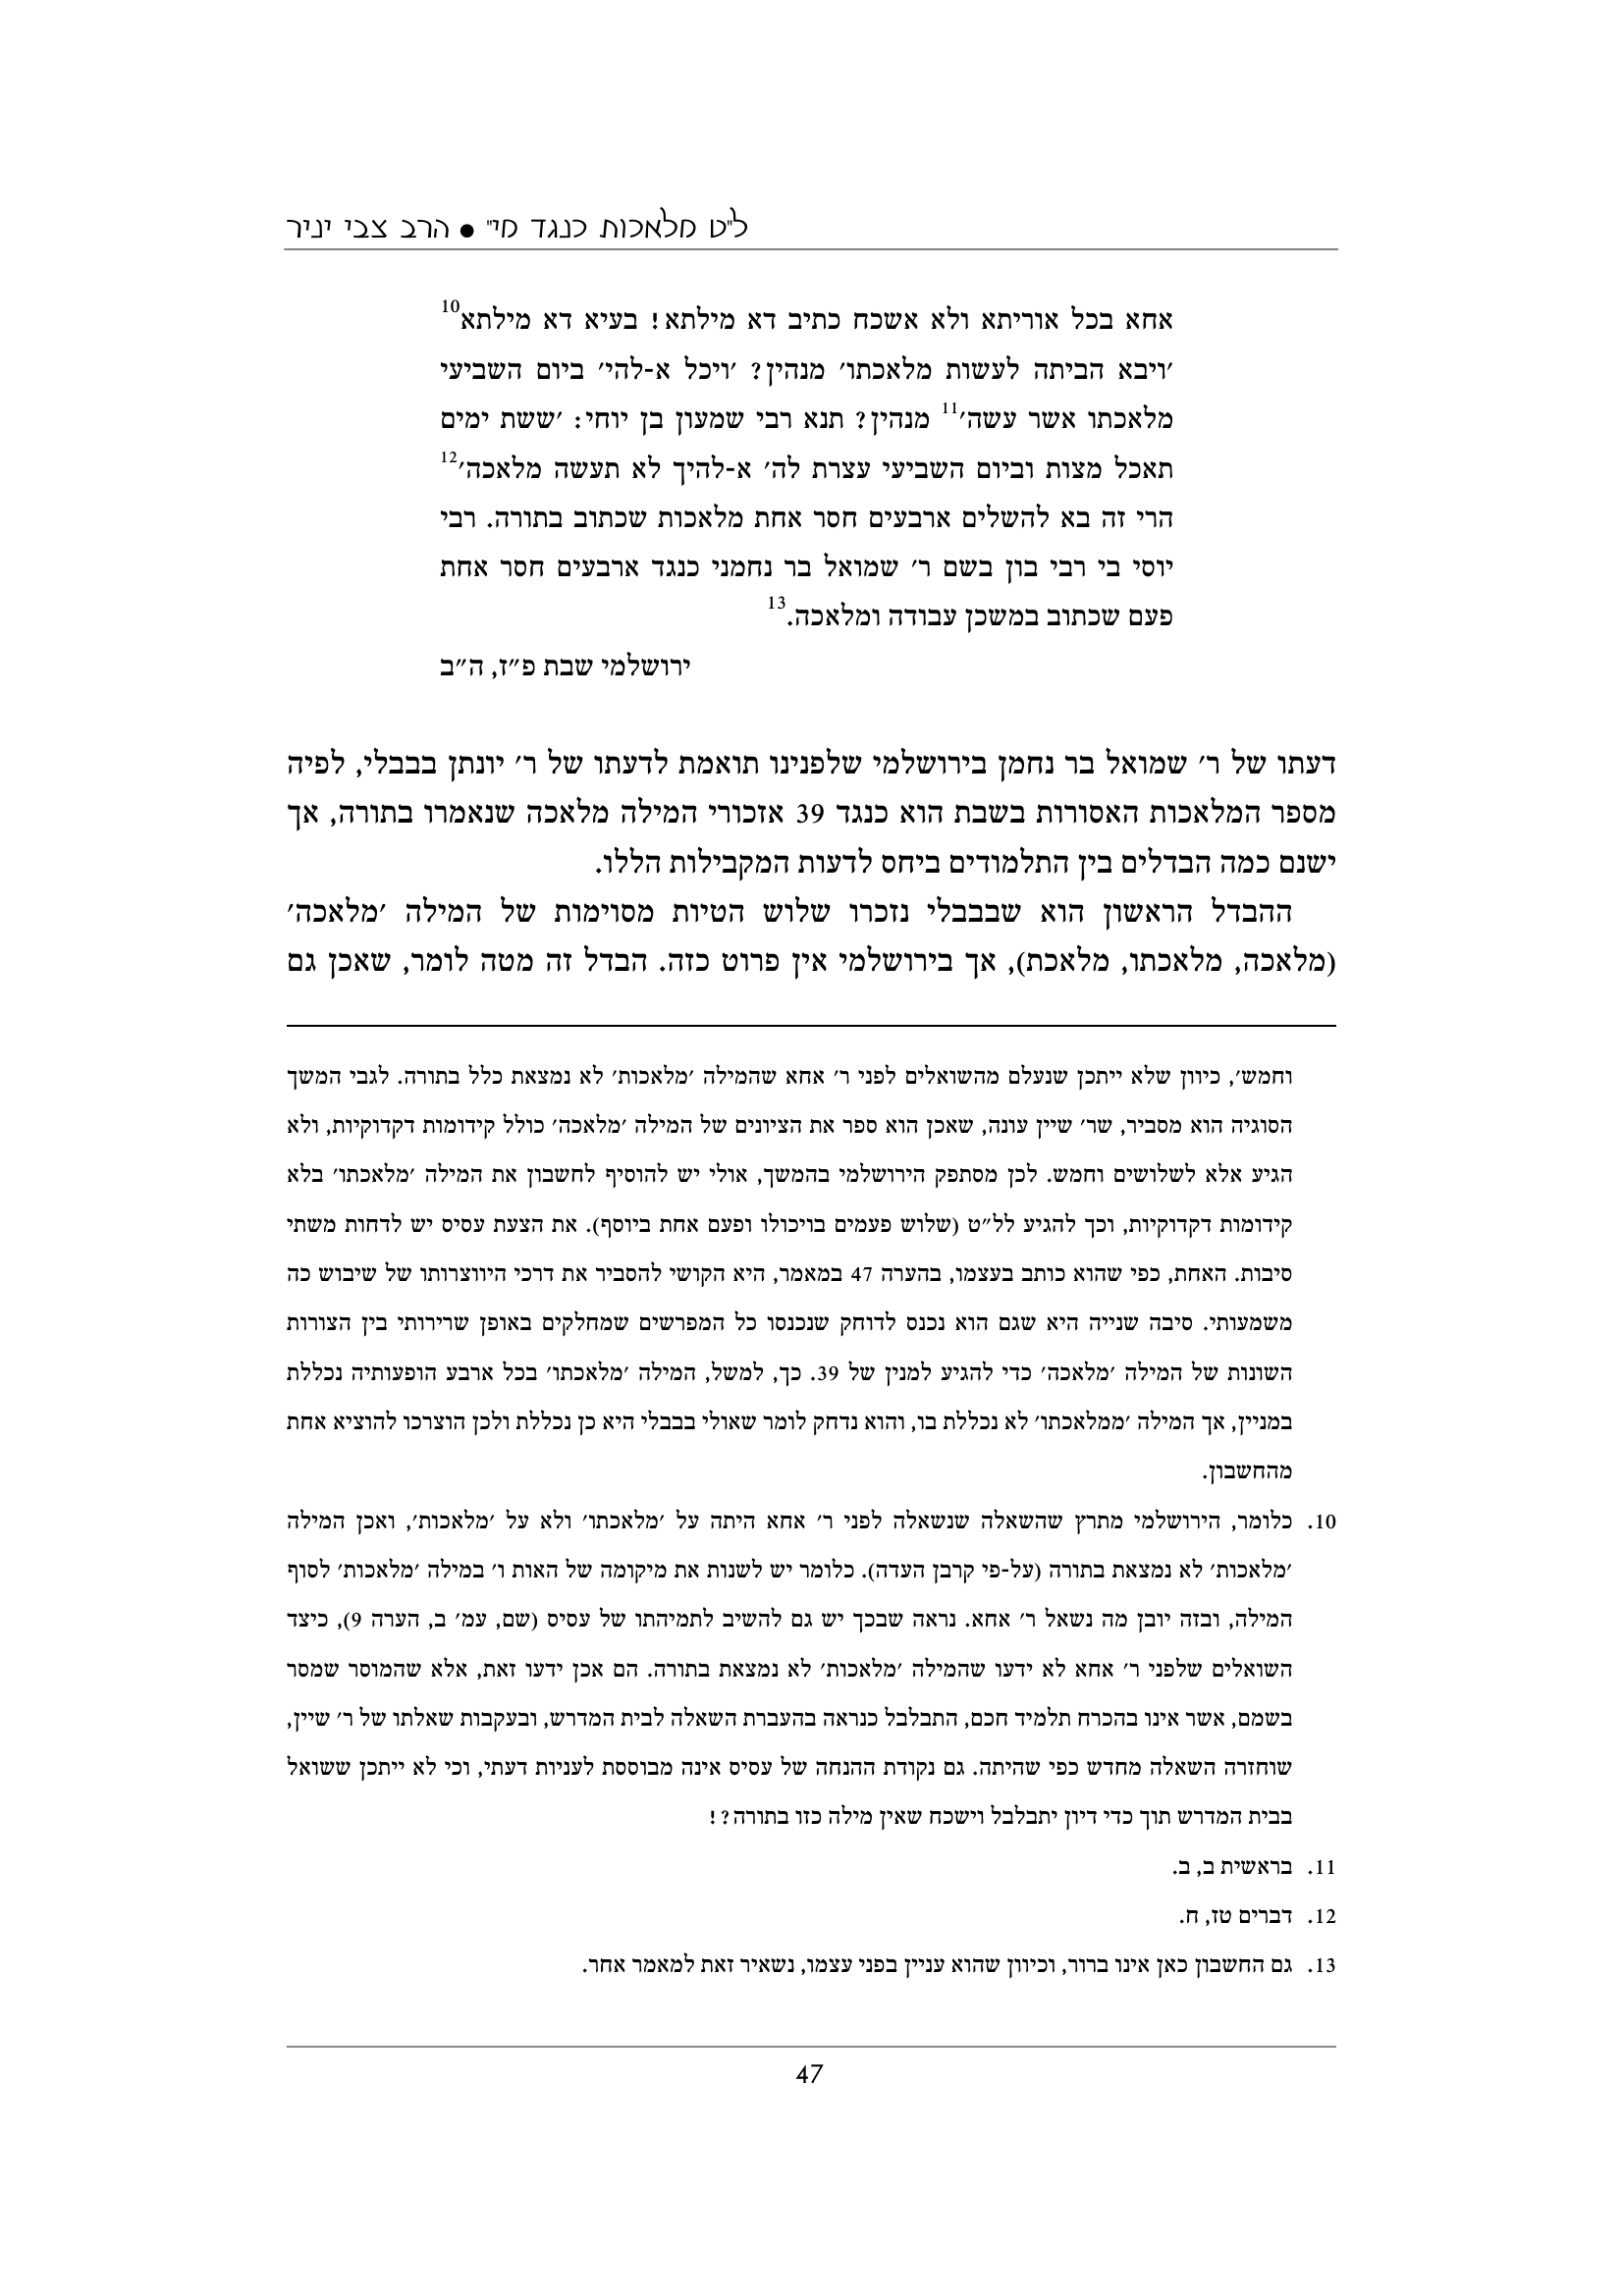 ל"ט מלאכות כנגד מי" ● הרב צבי יניר
אחא בכל אוריתא ולא אשכח כתיב דא מילתא! בעיא דא מילתא10
׳ויבא הביתה לעשות מלאכתו׳ מנהין? ׳ויכל א-להי׳ ביום השביעי
מלאכתו אשר עשה׳11 מנהין? תנא רבי שמעון בן יוחי: ׳ששת ימים
תאכל מצות וביום השביעי עצרת לה׳ א-להיך לא תעשה מלאכה׳12
הרי זה בא להשלים ארבעים חסר אחת מלאכות שכתוב בתורה. רבי
יוסי בי רבי בון בשם ר׳ שמואל בר נחמני כנגד ארבעים חסר אחת
פעם שכתוב במשכן עבודה ומלאכה.13
ירושלמי שבת פ״ז, ה״ב
דעתו של ר׳ שמואל בר נחמן בירושלמי שלפנינו תואמת לדעתו של ר׳ יונתן בבבלי, לפיה
מספר המלאכות האסורות בשבת הוא כנגד 39 אזכורי המילה מלאכה שנאמרו בתורה, אך
ישנם כמה הבדלים בין התלמודים ביחס לדעות המקבילות הללו.
ההבדל הראשון הוא שבבבלי נזכרו שלוש הטיות מסוימות של המילה ׳מלאכה׳
(מלאכה, מלאכתו, מלאכת), אך בירושלמי אין פרוט כזה. הבדל זה מטה לומר, שאכן גם
וחמש׳, כיוון שלא ייתכן שנעלם מהשואלים לפני ר׳ אחא שהמילה ׳מלאכות׳ לא נמצאת כלל בתורה. לגבי המשך
הסוגיה הוא מסביר, שר׳ שיין עונה, שאכן הוא ספר את הציונים של המילה ׳מלאכה׳ כולל קידומות דקדוקיות, ולא
הגיע אלא לשלושים וחמש. לכן מסתפק הירושלמי בהמשך, אולי יש להוסיף לחשבון את המילה ׳מלאכתו׳ בלא
קידומות דקדוקיות, וכך להגיע לל״ט (שלוש פעמים בויכולו ופעם אחת ביוסף). את הצעת עסיס יש לדחות משתי
סיבות. האחת, כפי שהוא כותב בעצמו, בהערה 47 במאמר, היא הקושי להסביר את דרכי היווצרותו של שיבוש כה
משמעותי. סיבה שנייה היא שגם הוא נכנס לדוחק שנכנסו כל המפרשים שמחלקים באופן שרירותי בין הצורות
השונות של המילה ׳מלאכה׳ כדי להגיע למנין של 39. כך, למשל, המילה ׳מלאכתו׳ בכל ארבע הופעותיה נכללת
במניין, אך המילה ׳ממלאכתו׳ לא נכללת בו, והוא נדחק לומר שאולי בבבלי היא כן נכללת ולכן הוצרכו להוציא אחת
מהחשבון.
10. כלומר, הירושלמי מתרץ שהשאלה שנשאלה לפני ר׳ אחא היתה על ׳מלאכתו׳ ולא על ׳מלאכות׳, ואכן המילה
׳מלאכות׳ לא נמצאת בתורה (על-פי קרבן העדה). כלומר יש לשנות את מיקומה של האות ו׳ במילה ׳מלאכות׳ לסוף
המילה, ובזה יובן מה נשאל ר׳ אחא. נראה שבכך יש גם להשיב לתמיהתו של עסיס (שם, עמ׳ ב, הערה 9), כיצד
השואלים שלפני ר׳ אחא לא ידעו שהמילה ׳מלאכות׳ לא נמצאת בתורה. הם אכן ידעו זאת, אלא שהמוסר שמסר
בשמם, אשר אינו בהכרח תלמיד חכם, התבלבל כנראה בהעברת השאלה לבית המדרש, ובעקבות שאלתו של ר׳ שיין,
שוחזרה השאלה מחדש כפי שהיתה. גם נקודת ההנחה של עסיס אינה מבוססת לעניות דעתי, וכי לא ייתכן ששואל
בבית המדרש תוך כדי דיון יתבלבל וישכח שאין מילה כזו בתורה?!
11. בראשית ב, ב.
12. דברים טז, ח.
13. גם החשבון כאן אינו ברור, וכיוון שהוא עניין בפני עצמו, נשאיר זאת למאמר אחר.
47